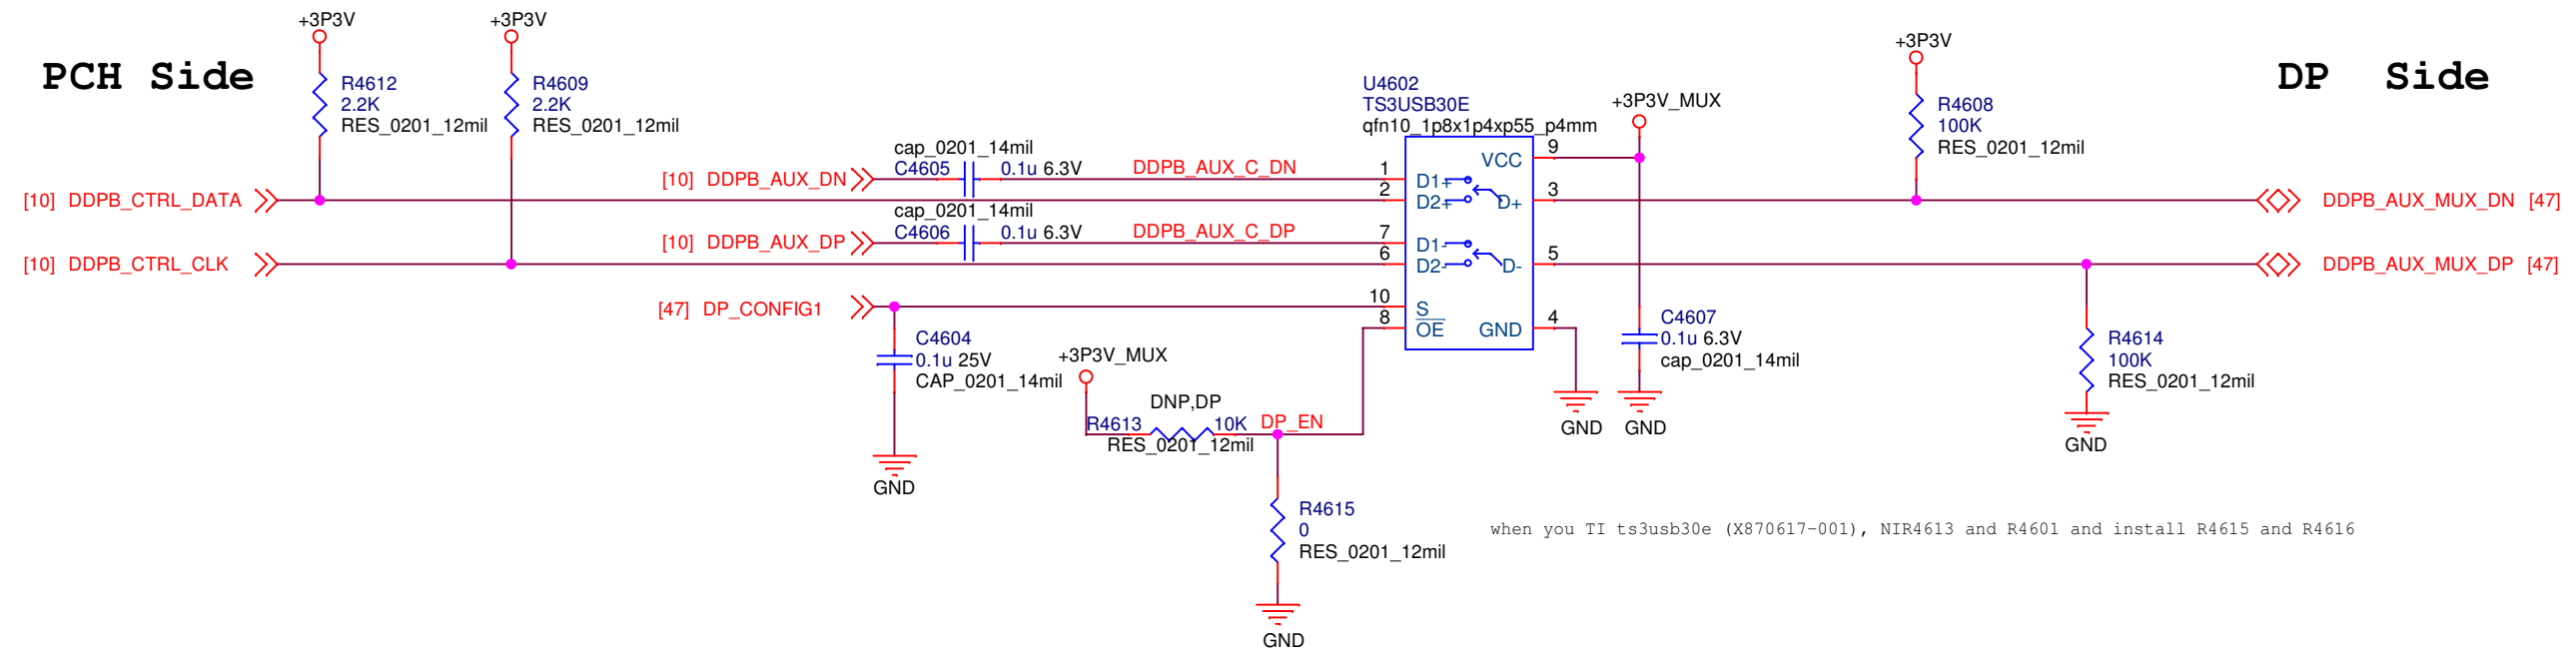 PCH Side
+3P3V
R4612
2.2K
RES_0201_12mil
+3P3V
R4609
2.2K
RES_0201_12mil
[10] DDPB_CTRL_DATA
[10] DDPB_CTRL_CLK
cap_0201_14mil
C4605 0.1u 6.3V
[10] DDPB_AUX_DN
DDPB_AUX_C_DN
cap_0201_14mil
C4606 0.1u 6.3V
[10] DDPB_AUX_DP
DDPB_AUX_C_DP
[47] DP_CONFIG1
C4604
0.1u 25V
CAP_0201_14mil
GND
+3P3V_MUX
DNP,DP
R4613 10K
RES_0201_12mil
DP_EN
R4615
0
RES_0201_12mil
GND
U4602
TS3USB30E
qfn10_1p8x1p4xp55_p4mm
1 D1+
2 D2+
7 D1-
6 D2-
10 S
8 OE
VCC 9
D+ 3
D- 5
GND 4
GND
+3P3V_MUX
C4607
0.1u 6.3V
cap_0201_14mil
GND
+3P3V
R4608
100K
RES_0201_12mil
DP Side
DDPB_AUX_MUX_DN [47]
DDPB_AUX_MUX_DP [47]
R4614
100K
RES_0201_12mil
GND
when you TI ts3usb30e (X870617-001), NIR4613 and R4601 and install R4615 and R4616